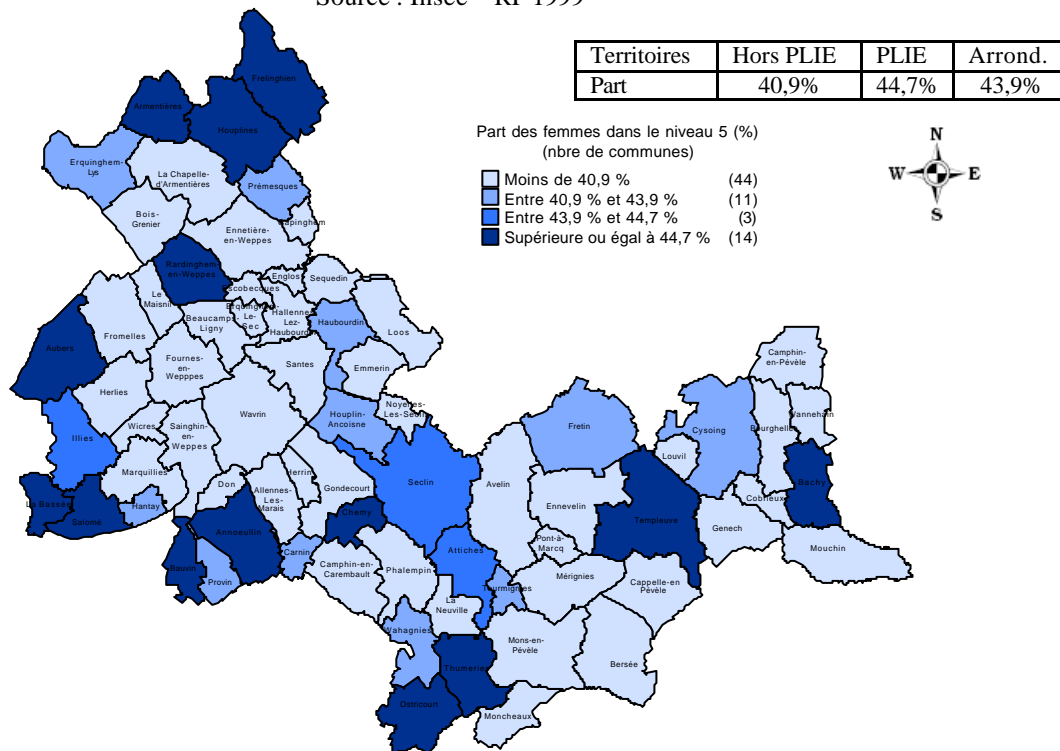 Source : Insee – RP 1999
Territoires Hors PLIE PLIE Arrond.
Part 40,9% 44,7% 43,9%
Part des femmes dans le niveau 5 (%)
(nbre de communes)
Moins de 40,9 % (44)
Entre 40,9 % et 43,9 % (11)
Entre 43,9 % et 44,7 % (3)
Supérieure ou égal à 44,7 % (14)
N
W E
S
Frelinghien
Armentières
Houplines
Erquinghem-
Lys
La Chapelle-
d'Armentières
Prémesques
Bois-
Grenier
Ennetière-
en-Weppes
Capinghem
Radinghem-
en-Weppes
Escobecques
Englos
Sequedin
Le
Maisnil
Beaucamps-
Ligny
Erquinghem-
Le-
Sec
Hallennes-
Lez-
Haubourdin
Haubourdin
Loos
Aubers
Fromelles
Fournes-
en-Wepppes
Santes
Emmerin
Camphin-
en-Pévèle
Herlies
Wavrin
Noyelles-
Les-Seclin
Illies
Wicres
Sainghin-
en-
Weppes
Houplin-
Ancoisne
Fretin
Cysoing
Bourghelles
Wannehain
Louvil
Marquillies
Don
Allennes-
Les-
Marais
Herrin
Gondecourt
Seclin
Avelin
Ennevelin
Templeuve
Cobrieux
Bachy
La Bassée
Salomé
Hantay
Annoeullin
Chemy
Genech
Mouchin
Bauvin
Provin
Carnin
Camphin-en-
Carembault
Phalempin
Attiches
Pont-à-
Marcq
Mérignies
Cappelle-en
Pévèle
Tourmignies
La
Neuville
Wahagnies
Mons-en-
Pévèle
Bersée
Thumeries
Ostricourt
Moncheaux